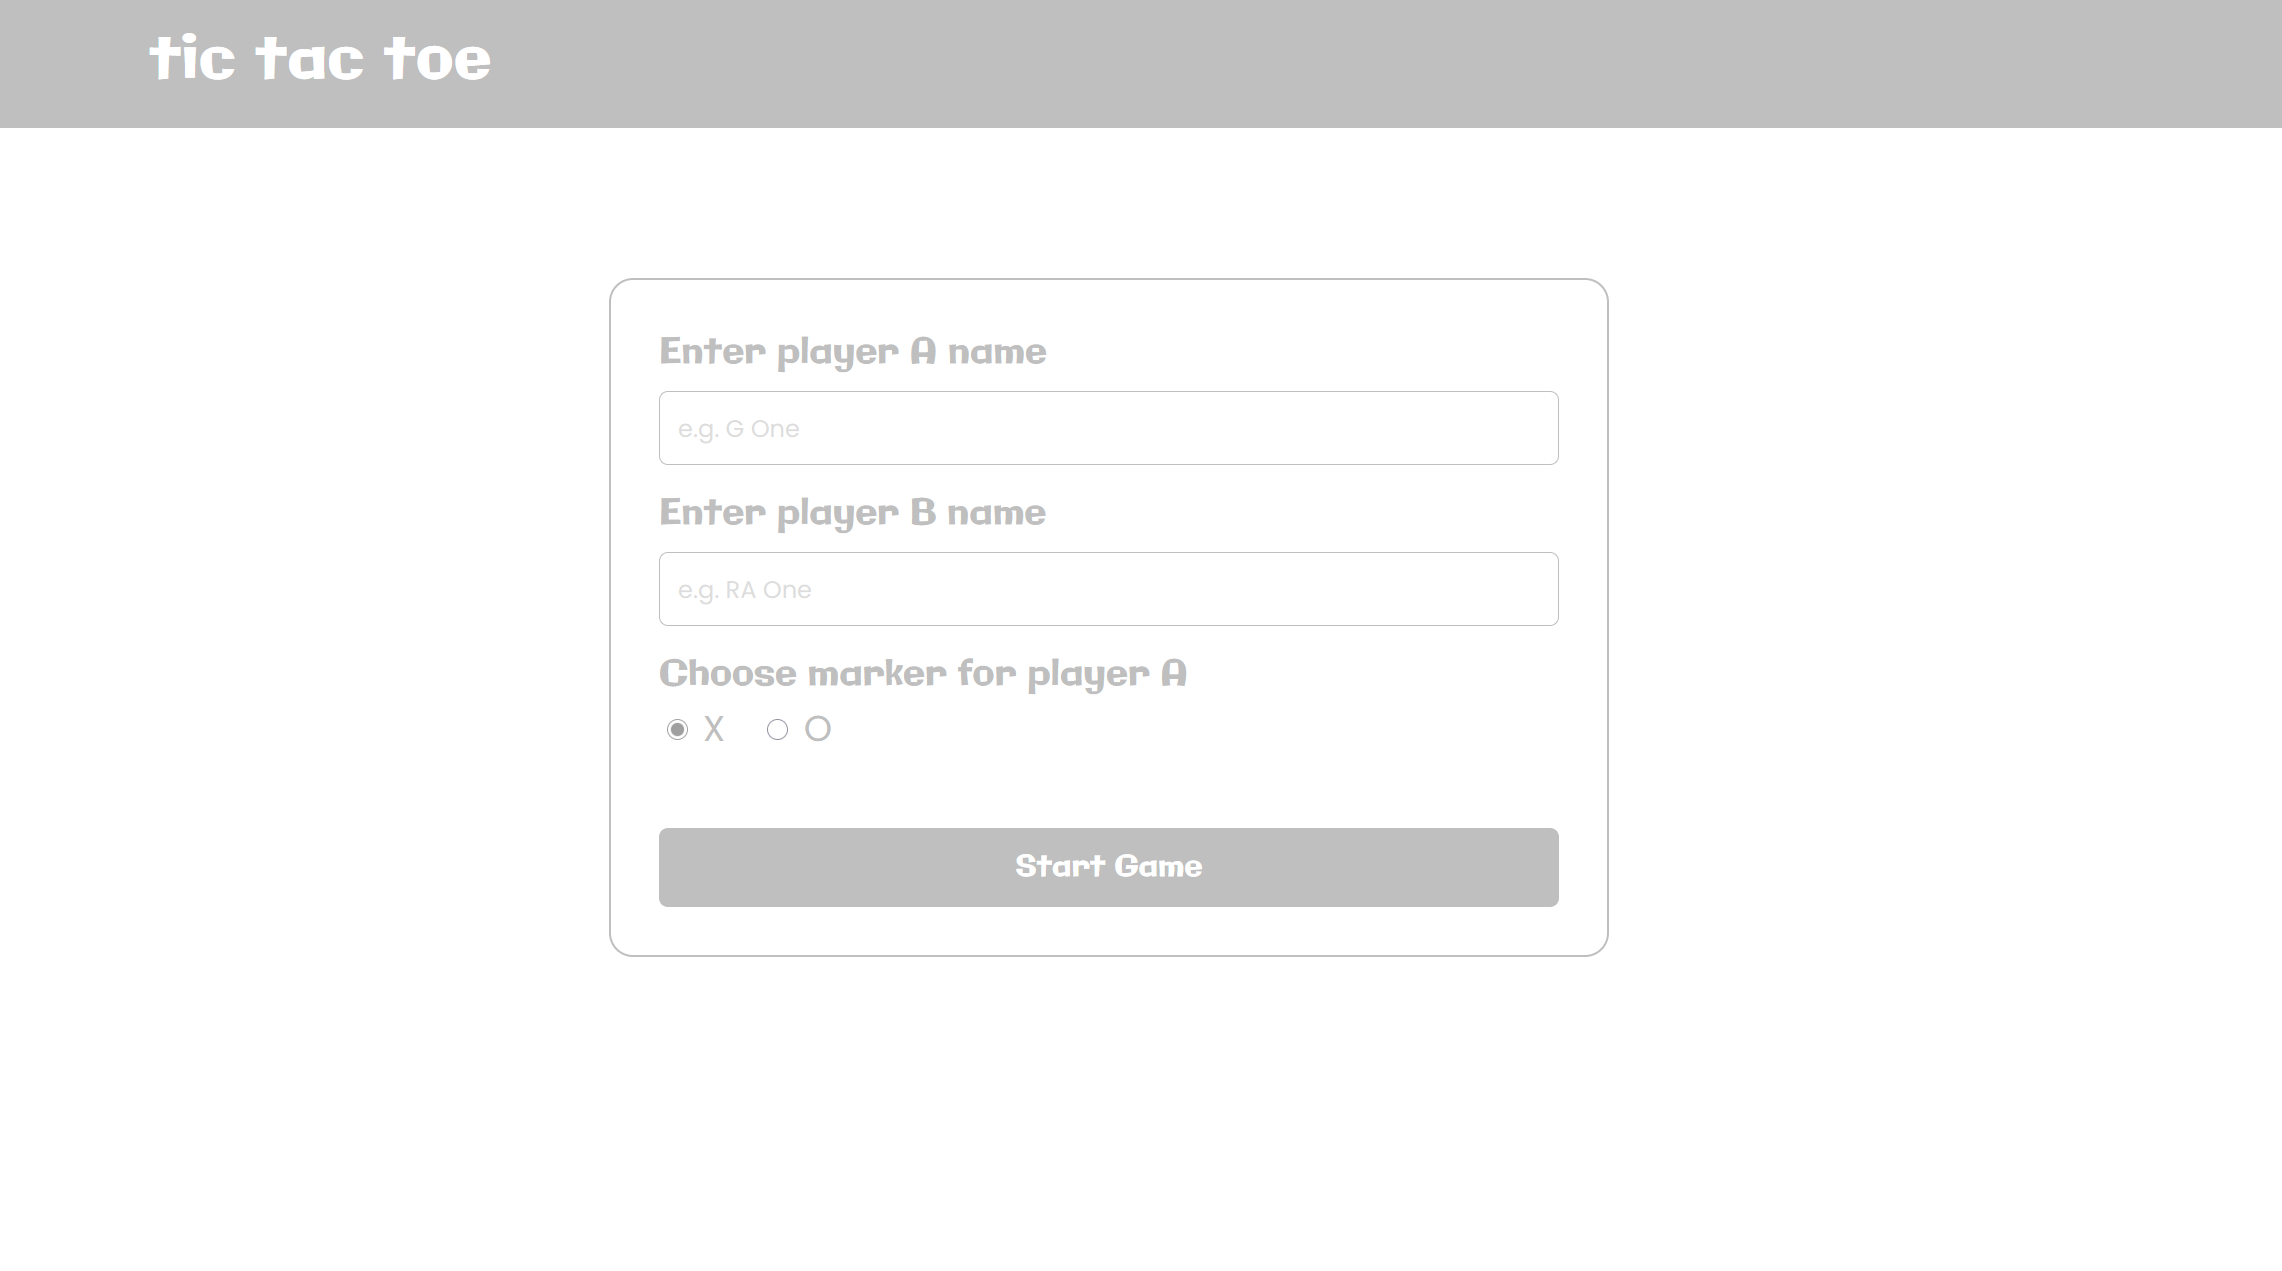 tic tac toe
Enter player A name
e.g. G One
Enter player B name
e.g. RA One
Choose marker for player A
X O
Start Game